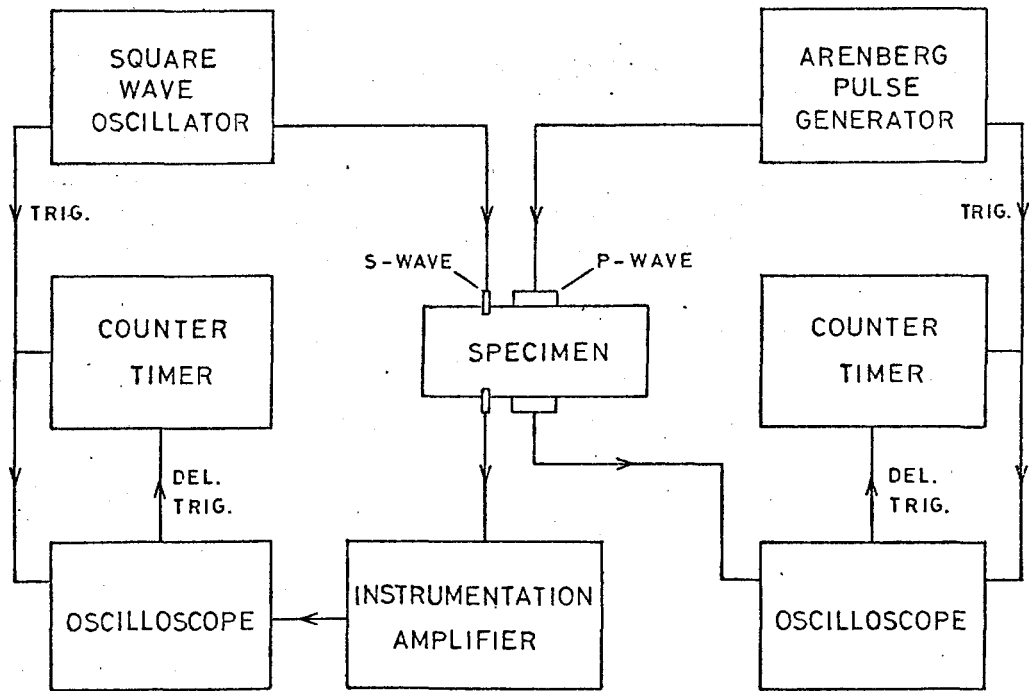 SQUARE
WAVE
OSCILLATOR
ARENBERG
PULSE
GENERATOR
TRIG.
TRIG.
S-WAVE
P-WAVE
COUNTER
TIMER
SPECIMEN
COUNTER
TIMER
DEL.
TRIG.
DEL.
TRIG.
OSCILLOSCOPE
INSTRUMENTATION
AMPLIFIER
OSCILLOSCOPE